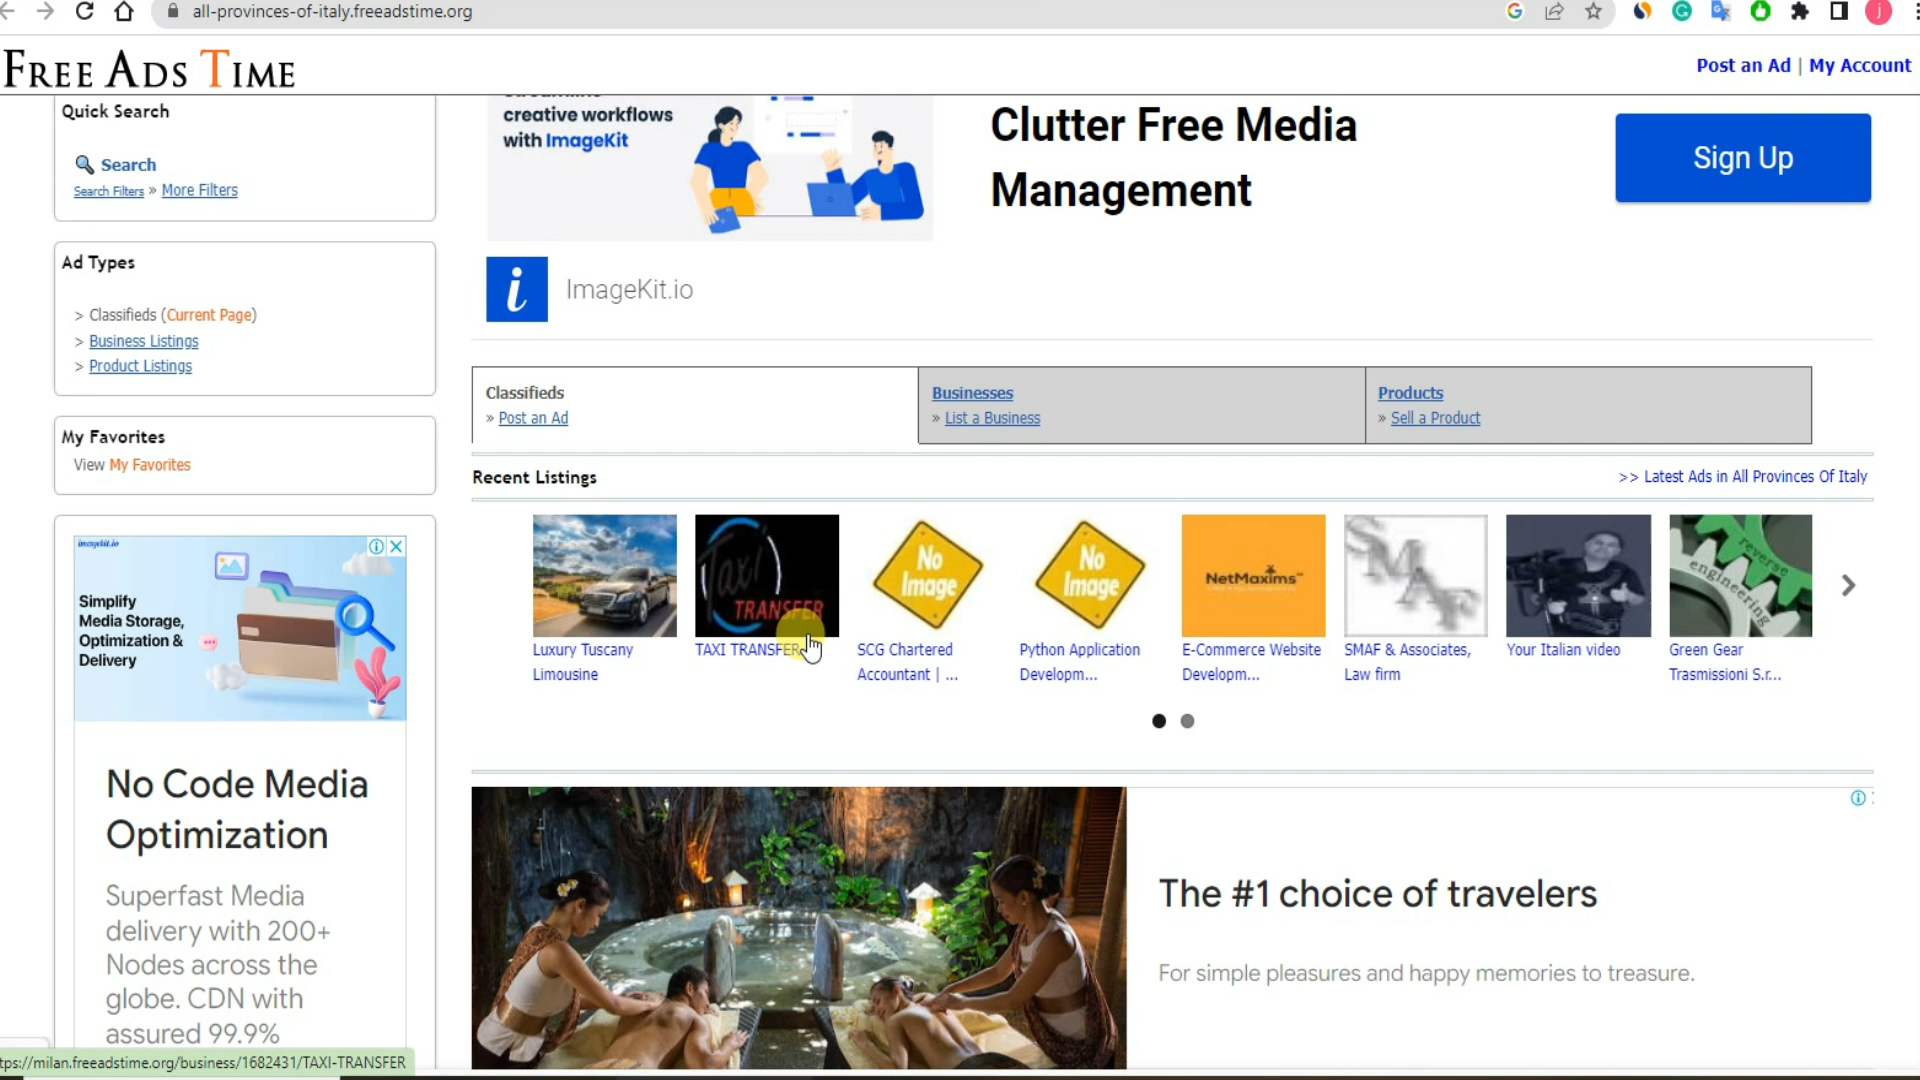 all-provinces-of-italy.freeadstime.org
FREE ADS TIME
Post an Ad | My Account
Quick Search
Search
Search Filters » More Filters
Ad Types
> Classifieds (Current Page)
> Business Listings
> Product Listings
My Favorites
View My Favorites
imagekit.io
Simplify
Media Storage,
Optimization &
Delivery
No Code Media
Optimization
Superfast Media
delivery with 200+
Nodes across the
globe. CDN with
assured 99.9%
creative workflows
with ImageKit
Clutter Free Media
Management
Sign Up
ImageKit.io
Classifieds
» Post an Ad
Businesses
» List a Business
Products
» Sell a Product
Recent Listings
>> Latest Ads in All Provinces Of Italy
Taxi
TRANSFER
No
Image
No
Image
NetMaxims™
SMAF
reverse
engineering
Luxury Tuscany
Limousine
TAXI TRANSFER
SCG Chartered
Accountant | ...
Python Application
Developm...
E-Commerce Website
Developm...
SMAF & Associates,
Law firm
Your Italian video
Green Gear
Trasmissioni S.r...
The #1 choice of travelers
For simple pleasures and happy memories to treasure.
tps://milan.freeadstime.org/business/1682431/TAXI-TRANSFER